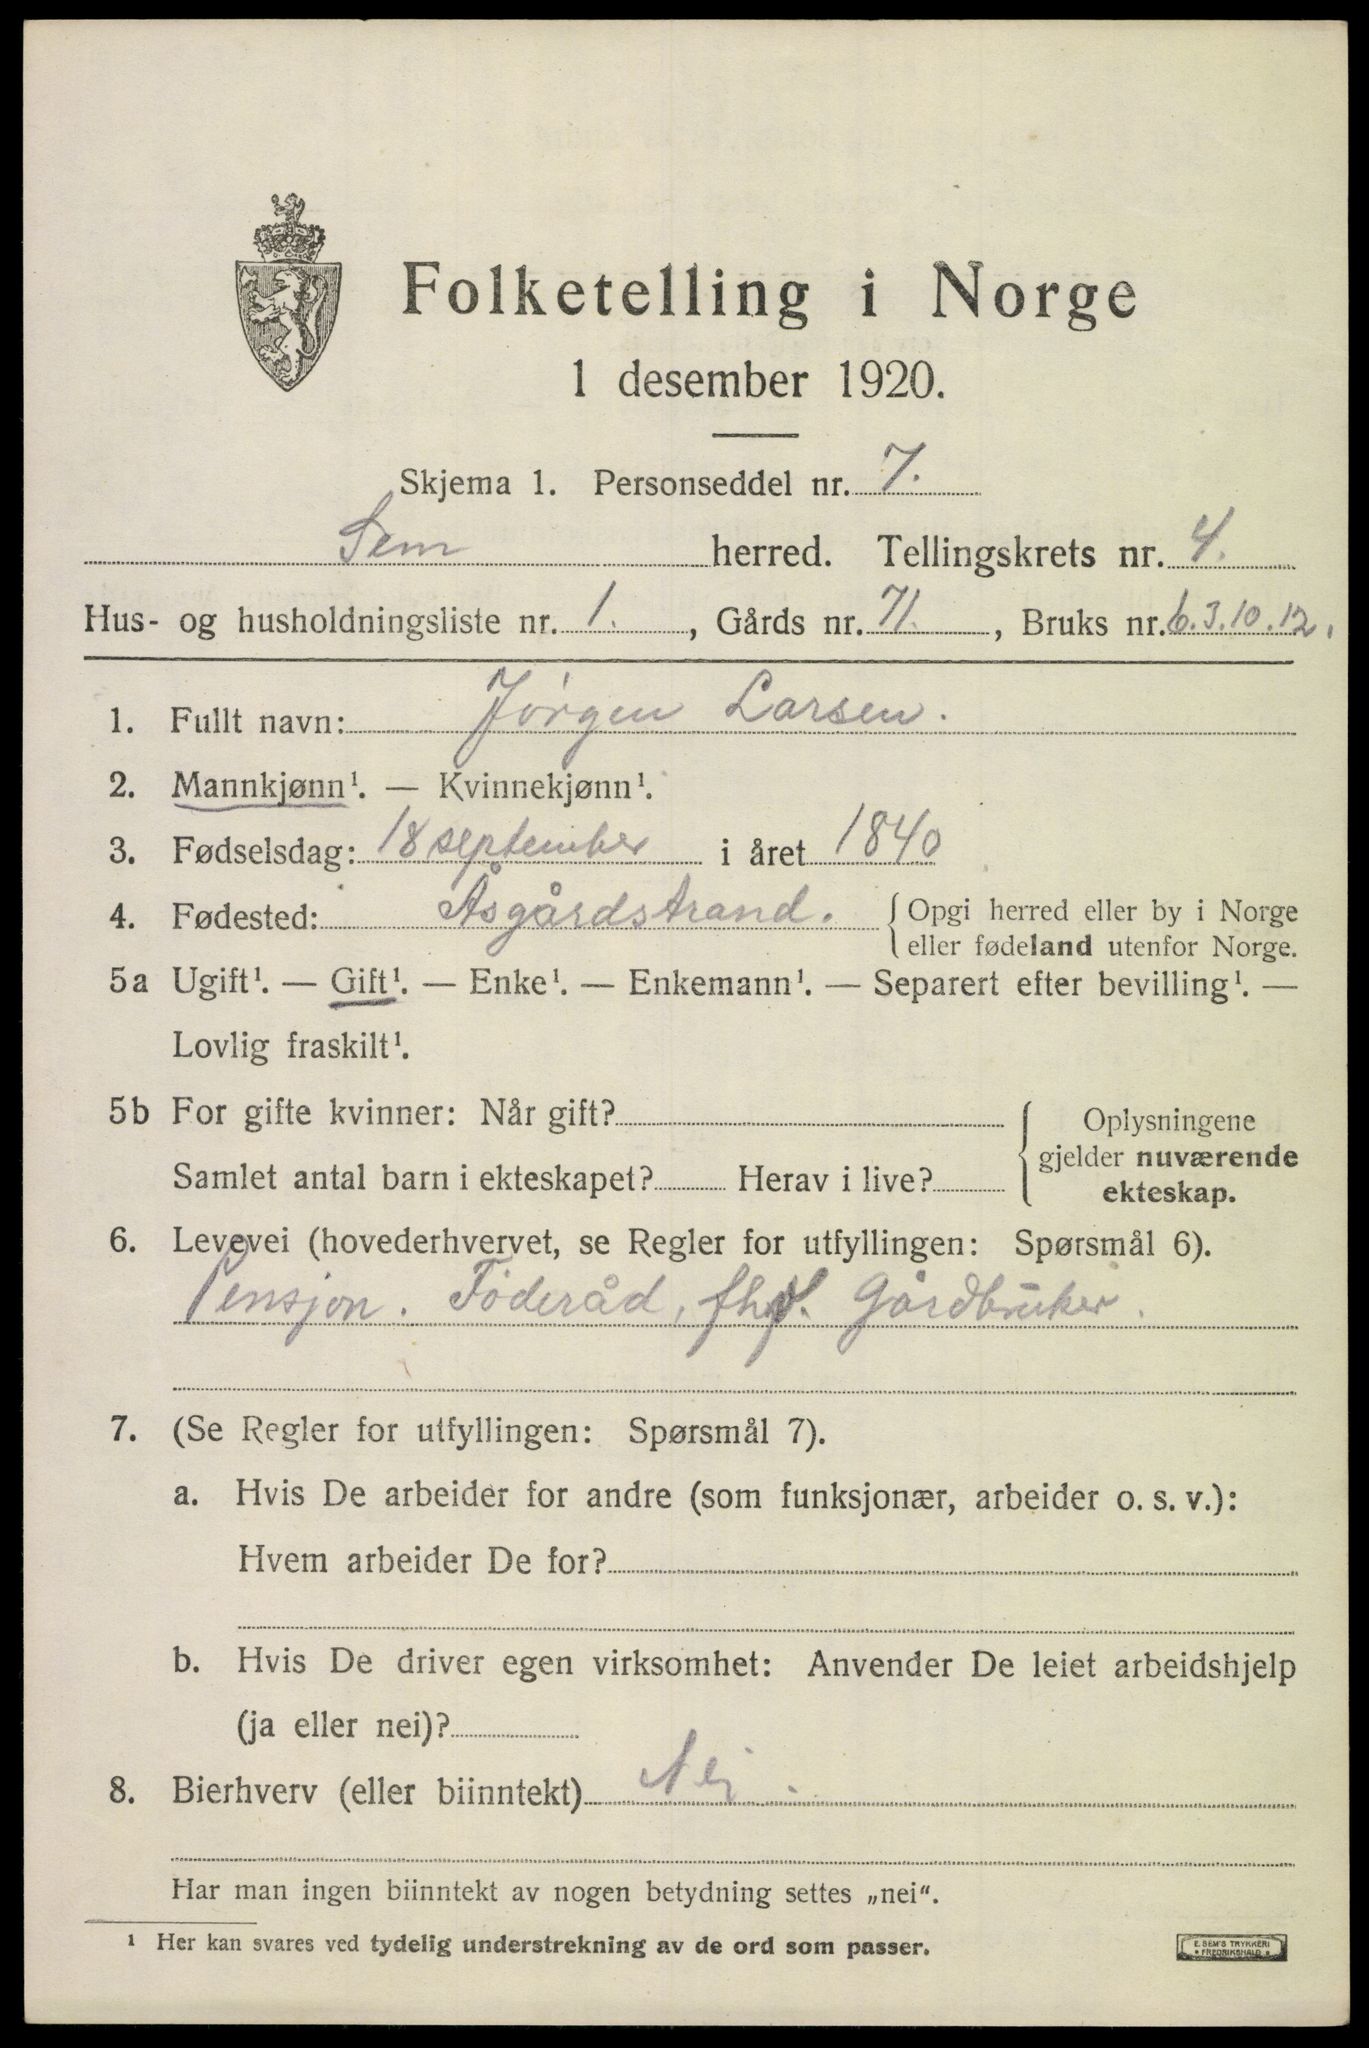 Folketelling i Norge
1 desember 1920.
Skjema 1. Personseddel nr. 7.
Sem herred. Tellingskrets nr. 4.
Hus- og husholdningsliste nr. 1., Gårds nr. 71., Bruks nr. 6.3.10.12.
1. Fullt navn: Jørgen Larsen.
2. Mannkjønn¹. — Kvinnekjønn¹.
3. Fødselsdag: 18 september i året 1840
4. Fødested: Åsgårdstrand. Opgi herred eller by i Norge
eller fødeland utenfor Norge.
5a Ugift¹. — Gift¹. — Enke¹. — Enkemann¹. — Separert efter bevilling¹. —
Lovlig fraskilt¹.
5b For gifte kvinner: Når gift?
Samlet antal barn i ekteskapet? Herav i live?
Oplysningene
gjelder nuværende
ekteskap.
6. Levevei (hovederhvervet, se Regler for utfyllingen: Spørsmål 6).
Pensjon. Föderåd, Gårdbruker.
7. (Se Regler for utfyllingen: Spørsmål 7).
a. Hvis De arbeider for andre (som funksjonær, arbeider o. s. v.):
Hvem arbeider De for?
b. Hvis De driver egen virksomhet: Anvender De leiet arbeidshjelp
(ja eller nei)?
8. Bierhverv (eller biinntekt) Nej.
Har man ingen biinntekt av nogen betydning settes „nei“.
¹ Her kan svares ved tydelig understrekning av de ord som passer.
E. SEM'S TRYKKERI
FREDRIKSHALD